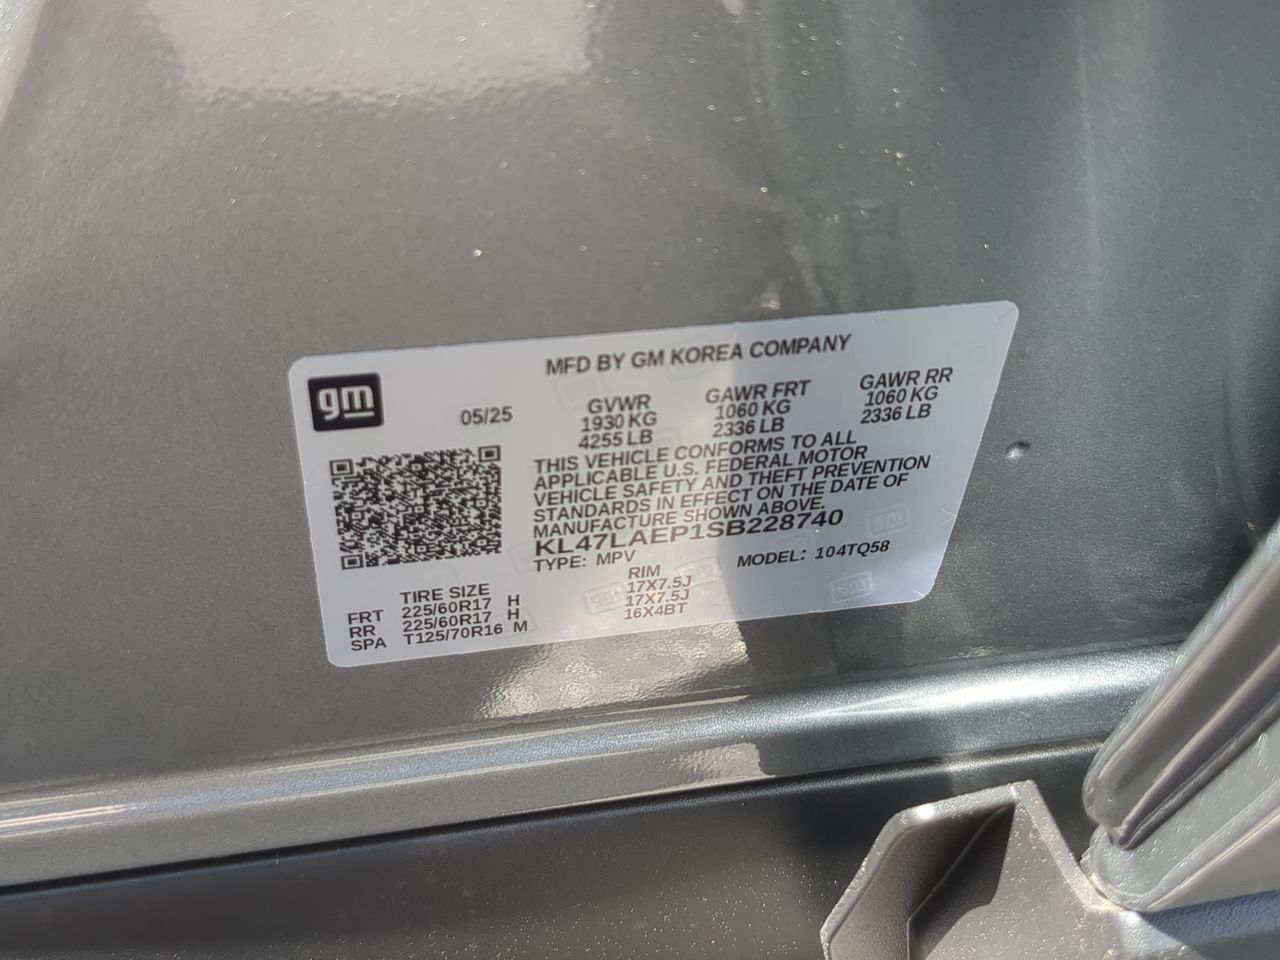 MFD BY GM KOREA COMPANY
gm
05/25
GVWR GAWR FRT GAWR RR
1930 KG 1060 KG 1060 KG
4255 LB 2336 LB 2336 LB
THIS VEHICLE CONFORMS TO ALL
APPLICABLE U.S. FEDERAL MOTOR
VEHICLE SAFETY AND THEFT PREVENTION
STANDARDS IN EFFECT ON THE DATE OF
MANUFACTURE SHOWN ABOVE.
KL47LAEP1SB228740
TYPE: MPV MODEL: 104TQ58
TIRE SIZE RIM
FRT 225/60R17 H 17X7.5J
RR 225/60R17 H 17X7.5J
SPA T125/70R16 M 16X4BT